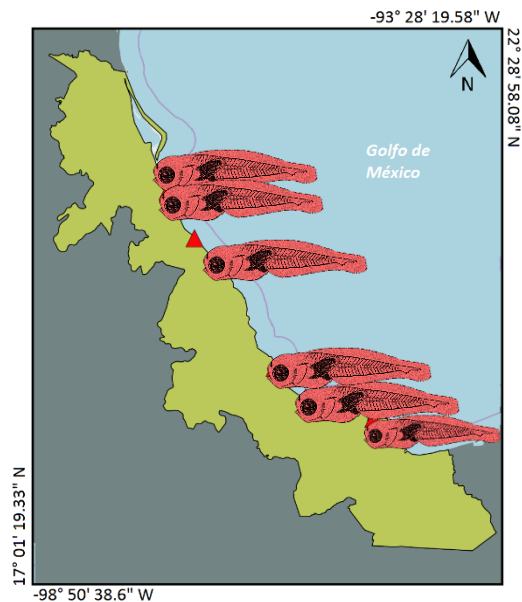 -93° 28' 19.58" W
22° 28' 58.08" N
N
Golfo de
México
17° 01' 19.33" N
-98° 50' 38.6" W